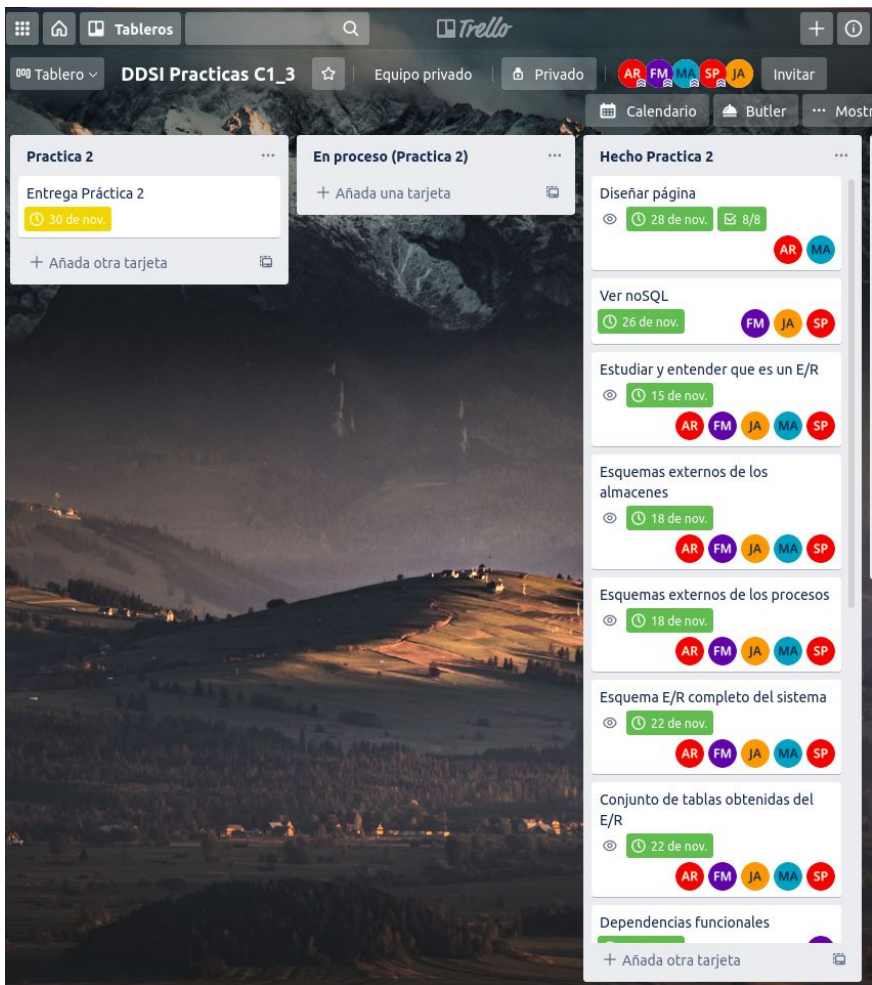 Tableros
Trello
Tablero
DDSI Practicas C1_3
Equipo privado
Privado
AR FM MA SP JA
Invitar
Calendario
Butler
··· Mostr
Practica 2
Entrega Práctica 2
30 de nov.
+ Añada otra tarjeta
En proceso (Practica 2)
+ Añada una tarjeta
Hecho Practica 2
Diseñar página
28 de nov. 8/8
AR MA
Ver noSQL
26 de nov. FM JA SP
Estudiar y entender que es un E/R
15 de nov.
AR FM JA MA SP
Esquemas externos de los
almacenes
18 de nov.
AR FM JA MA SP
Esquemas externos de los procesos
18 de nov.
AR FM JA MA SP
Esquema E/R completo del sistema
22 de nov.
AR FM JA MA SP
Conjunto de tablas obtenidas del
E/R
22 de nov.
AR FM JA MA SP
Dependencias funcionales
+ Añada otra tarjeta